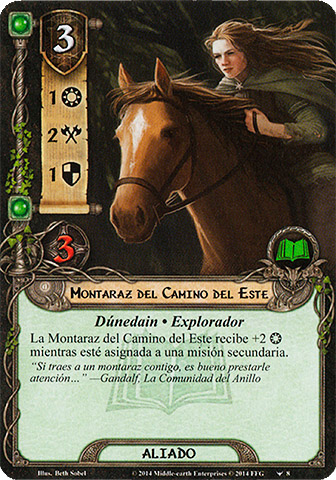 3
1
2
1
3
Montaraz del Camino del Este
Dúnedain • Explorador
La Montaraz del Camino del Este recibe +2
mientras esté asignada a una misión secundaria.
“Si traes a un montaraz contigo, es bueno prestarle
atención…” —Gandalf, La Comunidad del Anillo
ALIADO
Illus. Beth Sobel © 2014 Middle-earth Enterprises © 2014 FFG 8